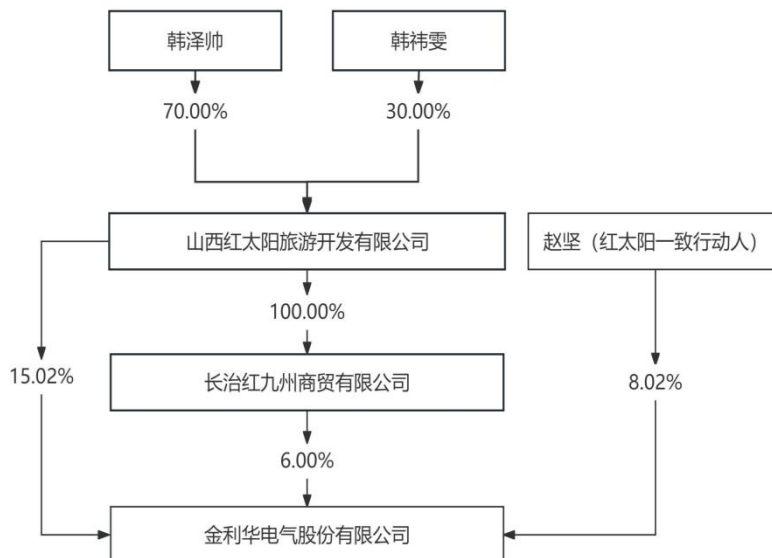 韩泽帅
韩祎雯
70.00%
30.00%
山西红太阳旅游开发有限公司
赵坚（红太阳一致行动人）
100.00%
15.02%
长治红九州商贸有限公司
8.02%
6.00%
金利华电气股份有限公司